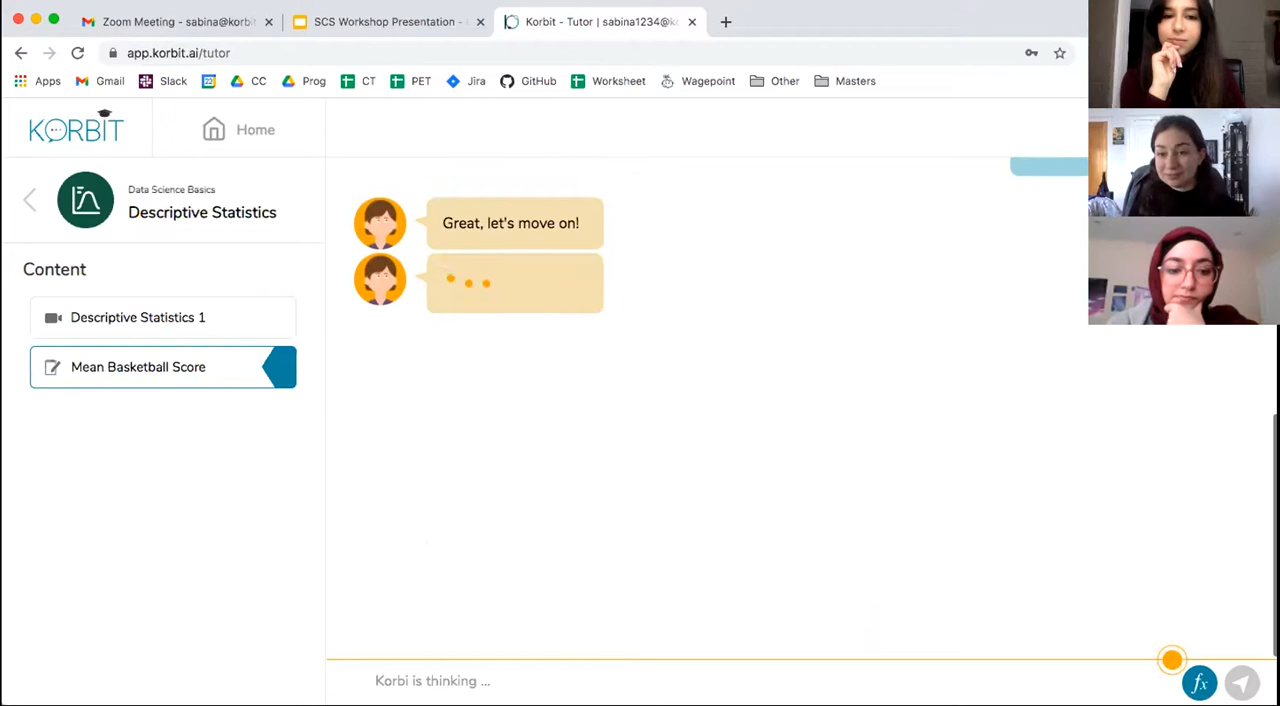 Zoom Meeting - sabina@korbit
SCS Workshop Presentation -
Korbit - Tutor | sabina1234@ko
app.korbit.ai/tutor
Apps Gmail Slack CC Prog CT PET Jira GitHub Worksheet Wagepoint Other Masters
KORBIT
Home
Data Science Basics
Descriptive Statistics
Great, let's move on!
Content
Descriptive Statistics 1
Mean Basketball Score
Korbi is thinking ...
fx